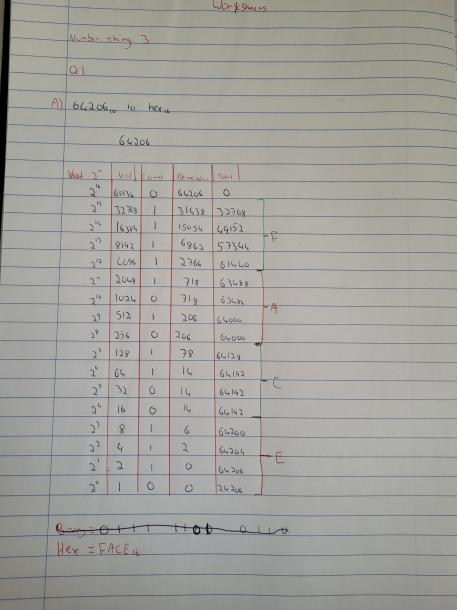 Worksheets
Number thing 3
Q1
A) 64206₁₀ to hex₁₆
64206
2ⁿ Val Count Remain. Total
2¹⁶ 65536 0 64206 0
2¹⁵ 32768 1 31438 32768
2¹⁴ 16384 1 15054 49152
2¹³ 8192 1 6862 57344 F
2¹² 4096 1 2766 61440
2¹¹ 2048 1 718 63488
2¹⁰ 1024 0 718 63488
2⁹ 512 1 206 64000 A
2⁸ 256 0 206 64000
2⁷ 128 1 78 64128
2⁶ 64 1 14 64192
2⁵ 32 0 14 64192 C
2⁴ 16 0 14 64192
2³ 8 1 6 64200
2² 4 1 2 64204
2¹ 2 1 0 64206 E
2⁰ 1 0 0 24206
Hex = FACE₁₆